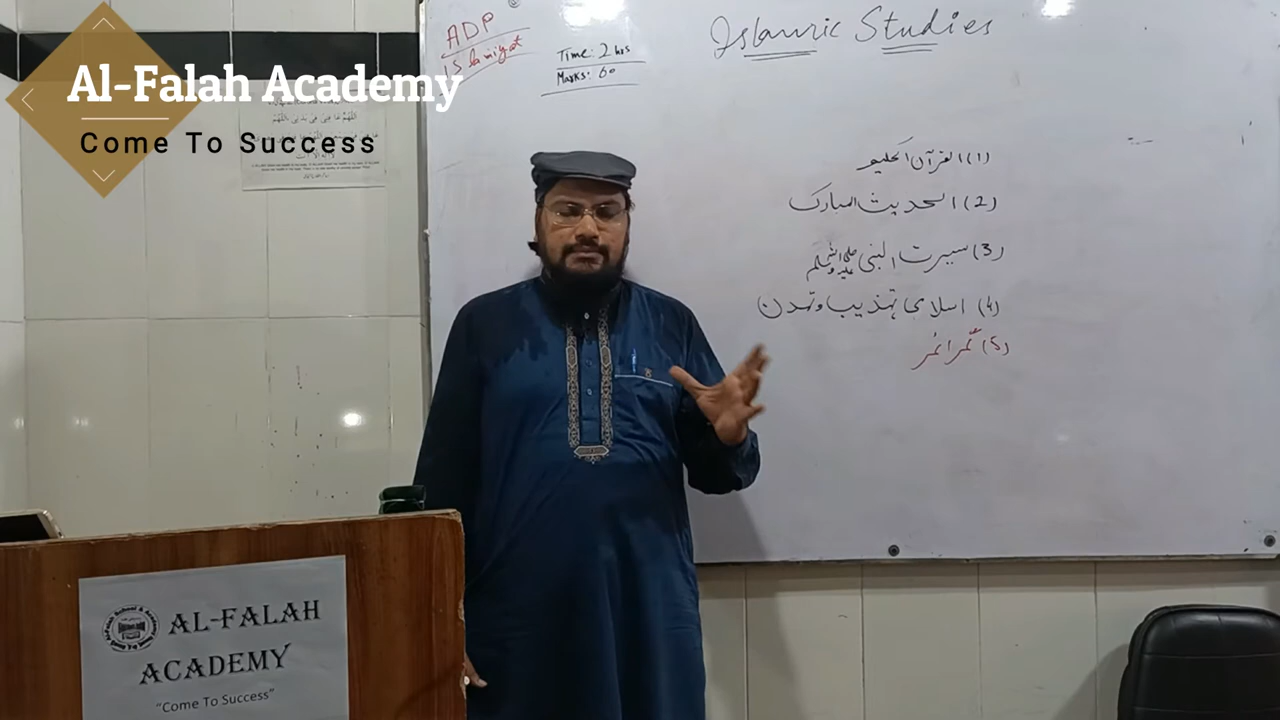 Al-Falah Academy
Come To Success
ADP
Islamiyat
Time: 2 hrs
Marks: 60
Islamic Studies
(1) القرآن الحکیم
(2) الحدیث المبارک
(3) سیرت النبی صلی اللہ علیہ وسلم
(4) اسلامی تہذیب و تمدن
(5) گرائمر
AL-FALAH
ACADEMY
"Come To Success"